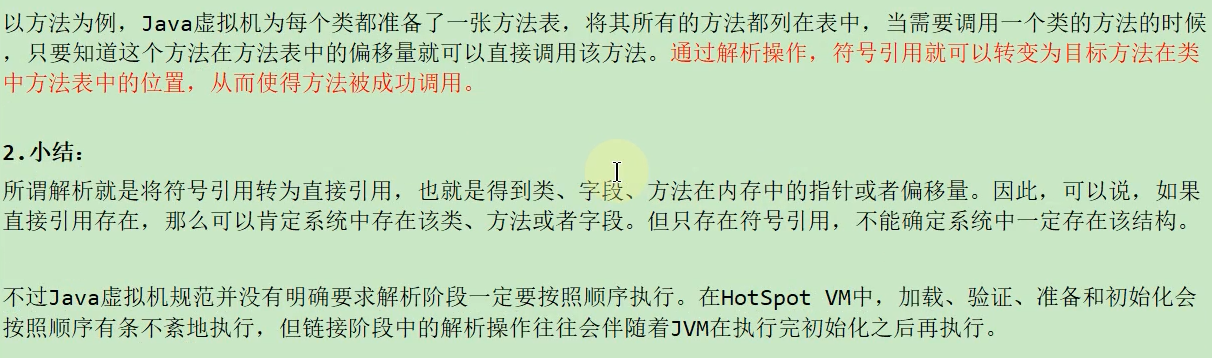 以方法为例，Java虚拟机为每个类都准备了一张方法表，将其所有的方法都列在表中，当需要调用一个类的方法的时候
，只要知道这个方法在方法表中的偏移量就可以直接调用该方法。通过解析操作，符号引用就可以转变为目标方法在类
中方法表中的位置，从而使得方法被成功调用。
2.小结：
所谓解析就是将符号引用转为直接引用，也就是得到类、字段、方法在内存中的指针或者偏移量。因此，可以说，如果
直接引用存在，那么可以肯定系统中存在该类、方法或者字段。但只存在符号引用，不能确定系统中一定存在该结构。
不过Java虚拟机规范并没有明确要求解析阶段一定要按照顺序执行。在HotSpot VM中，加载、验证、准备和初始化会
按照顺序有条不紊地执行，但链接阶段中的解析操作往往会伴随着JVM在执行完初始化之后再执行。